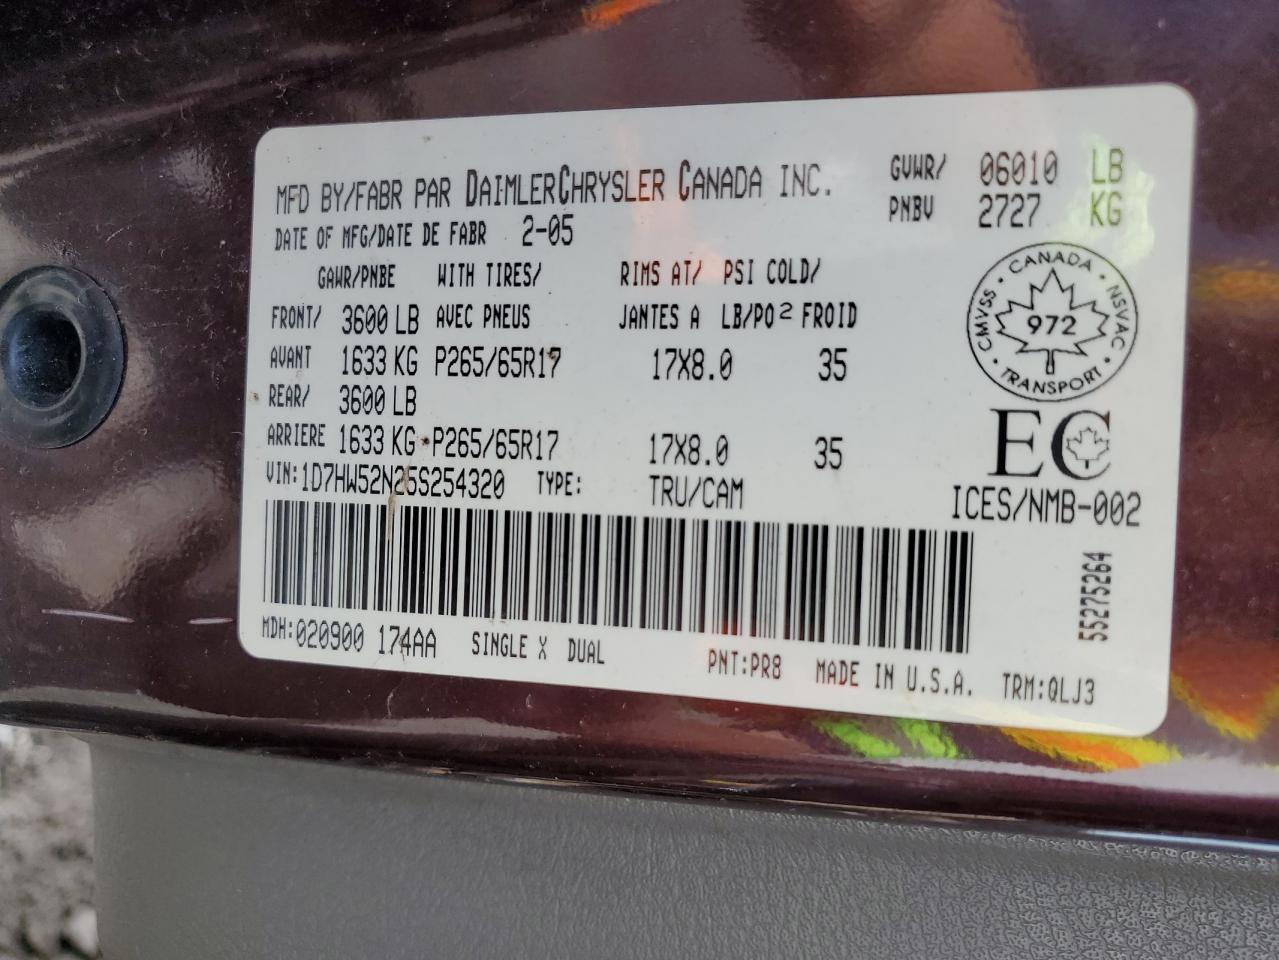 MFD BY/FABR PAR DAIMLERCHRYSLER CANADA INC. GVWR/ 06010 LB
DATE OF MFG/DATE DE FABR 2-05 PNBV 2727 KG
GAWR/PNBE WITH TIRES/ RIMS AT/ PSI COLD/
FRONT/ 3600 LB AVEC PNEUS JANTES A LB/PO² FROID
AVANT 1633 KG P265/65R17 17X8.0 35
REAR/ 3600 LB
ARRIERE 1633 KG P265/65R17 17X8.0 35
VIN: 1D7HW52N25S254320 TYPE: TRU/CAM
CANADA
CMVSS 972 NSVAC
TRANSPORT
EC
ICES/NMB-002
55275264
MDH: 020900 174AA SINGLE X DUAL PNT:PR8 MADE IN U.S.A. TRM:QLJ3